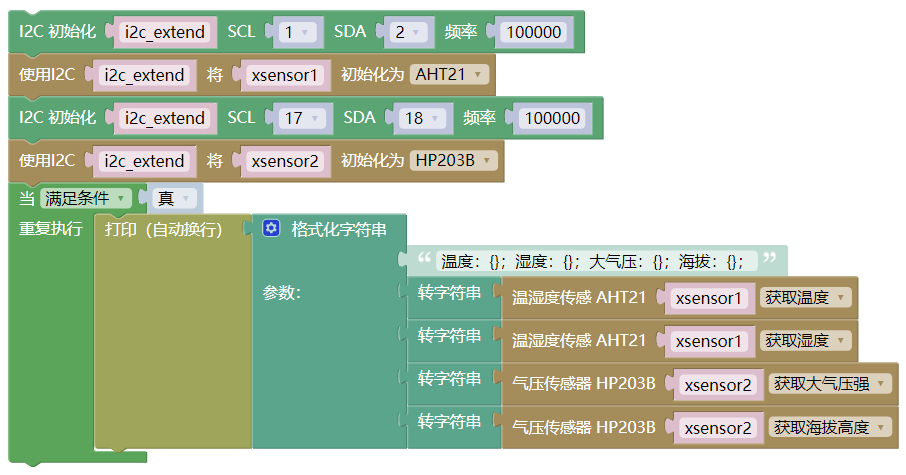 I2C 初始化 i2c_extend SCL 1 SDA 2 频率 100000
使用I2C i2c_extend 将 xsensor1 初始化为 AHT21
I2C 初始化 i2c_extend SCL 17 SDA 18 频率 100000
使用I2C i2c_extend 将 xsensor2 初始化为 HP203B
当 满足条件 真
重复执行 打印（自动换行） 格式化字符串
“ 温度：{}；湿度：{}；大气压：{}；海拔：{}； ”
参数： 转字符串 温湿度传感 AHT21 xsensor1 获取温度
转字符串 温湿度传感 AHT21 xsensor1 获取湿度
转字符串 气压传感器 HP203B xsensor2 获取大气压强
转字符串 气压传感器 HP203B xsensor2 获取海拔高度